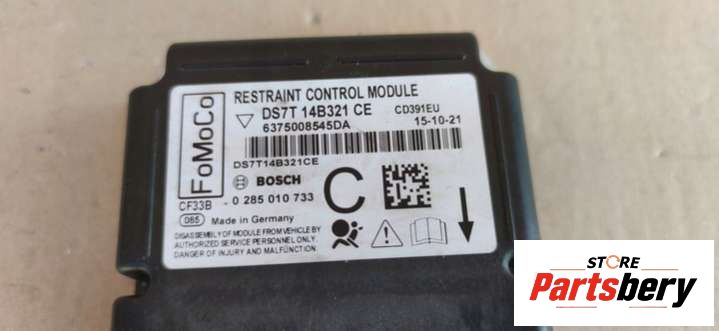 FoMoCo
RESTRAINT CONTROL MODULE
DS7T 14B321 CE CD391EU
6375008545DA 15-10-21
DS7T14B321CE
BOSCH C
CF33B - 0 285 010 733
085 Made in Germany
DISASSEMBLY OF MODULE FROM VEHICLE BY
AUTHORIZED SERVICE PERSONNEL ONLY.
DANGER OF INJURY AND MALFUNCTION.
STORE
Partsbery